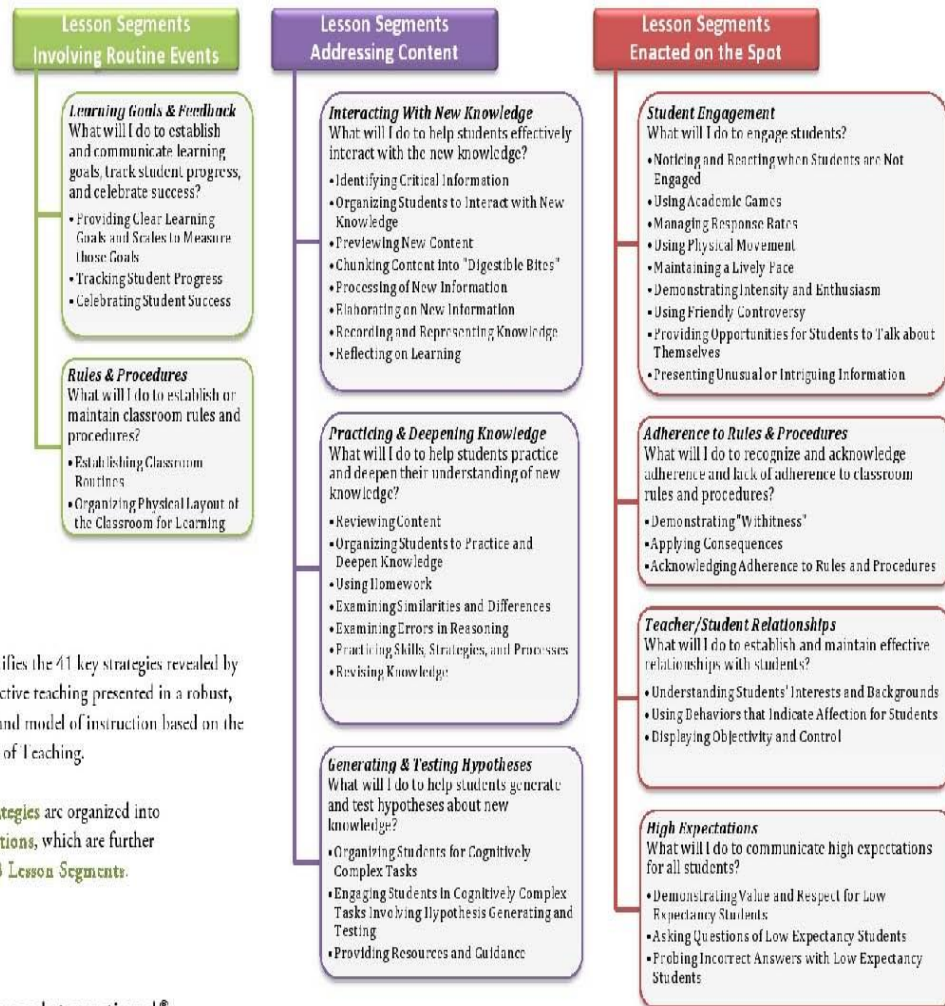 Lesson Segments
Involving Routine Events
Learning Goals & Feedback
What will I do to establish
and communicate learning
goals, track student progress,
and celebrate success?
• Providing Clear Learning
Goals and Scales to Measure
those Goals
• Tracking Student Progress
• Celebrating Student Success
Rules & Procedures
What will I do to establish or
maintain classroom rules and
procedures?
• Establishing Classroom
Routines
• Organizing Physical Layout of
the Classroom for Learning
ifies the 41 key strategies revealed by
ctive teaching presented in a robust,
and model of instruction based on the
of Teaching.
tegies are organized into
tions, which are further
Lesson Segments.
Lesson Segments
Addressing Content
Interacting With New Knowledge
What will I do to help students effectively
interact with the new knowledge?
• Identifying Critical Information
• Organizing Students to Interact with New
Knowledge
• Previewing New Content
• Chunking Content into "Digestible Bites"
• Processing of New Information
• Elaborating on New Information
• Recording and Representing Knowledge
• Reflecting on Learning
Practicing & Deepening Knowledge
What will I do to help students practice
and deepen their understanding of new
knowledge?
• Reviewing Content
• Organizing Students to Practice and
Deepen Knowledge
• Using Homework
• Examining Similarities and Differences
• Examining Errors in Reasoning
• Practicing Skills, Strategies, and Processes
• Revising Knowledge
Generating & Testing Hypotheses
What will I do to help students generate
and test hypotheses about new
knowledge?
• Organizing Students for Cognitively
Complex Tasks
• Engaging Students in Cognitively Complex
Tasks Involving Hypothesis Generating and
Testing
• Providing Resources and Guidance
Lesson Segments
Enacted on the Spot
Student Engagement
What will I do to engage students?
• Noticing and Reacting when Students are Not
Engaged
• Using Academic Games
• Managing Response Rates
• Using Physical Movement
• Maintaining a Lively Pace
• Demonstrating Intensity and Enthusiasm
• Using Friendly Controversy
• Providing Opportunities for Students to Talk about
Themselves
• Presenting Unusual or Intriguing Information
Adherence to Rules & Procedures
What will I do to recognize and acknowledge
adherence and lack of adherence to classroom
rules and procedures?
• Demonstrating "Withitness"
• Applying Consequences
• Acknowledging Adherence to Rules and Procedures
Teacher/Student Relationships
What will I do to establish and maintain effective
relationships with students?
• Understanding Students' Interests and Backgrounds
• Using Behaviors that Indicate Affection for Students
• Displaying Objectivity and Control
High Expectations
What will I do to communicate high expectations
for all students?
• Demonstrating Value and Respect for Low
Expectancy Students
• Asking Questions of Low Expectancy Students
• Probing Incorrect Answers with Low Expectancy
Students